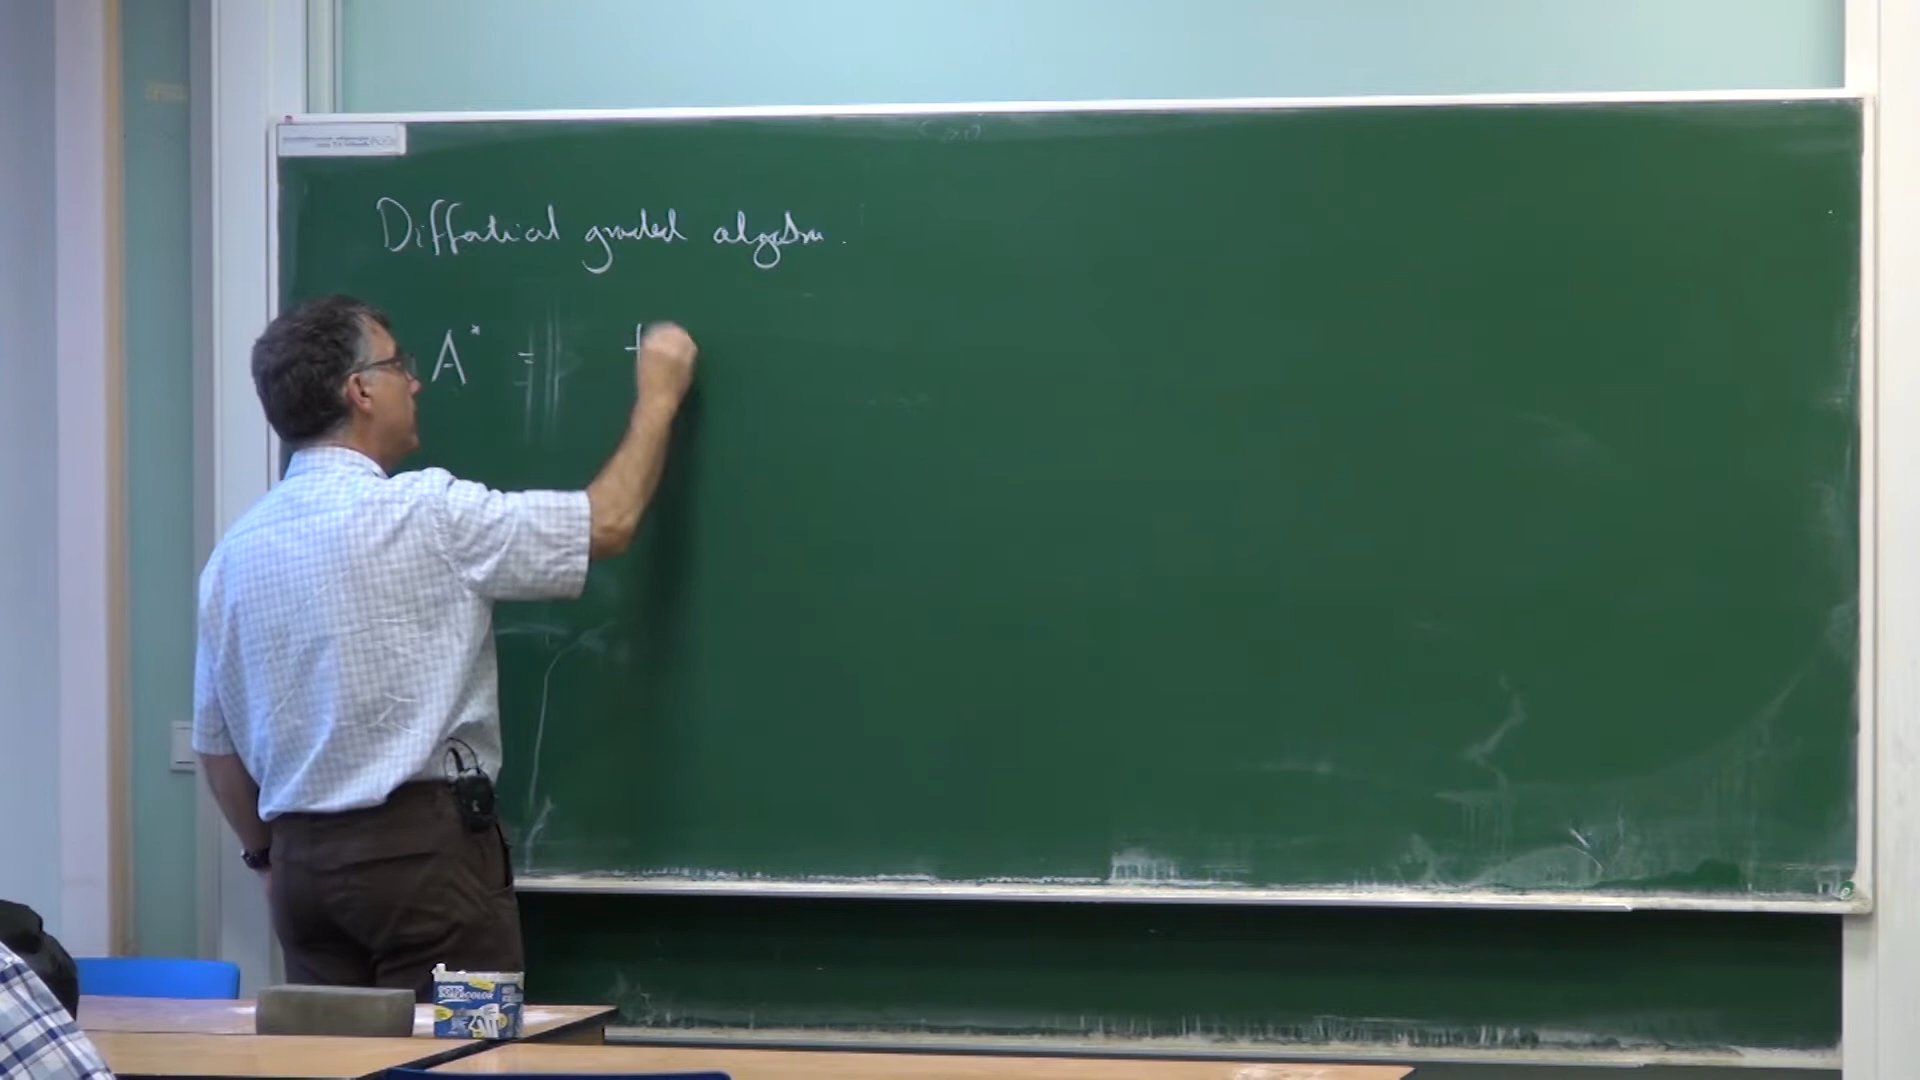 Differential graded algebra.
A* = t